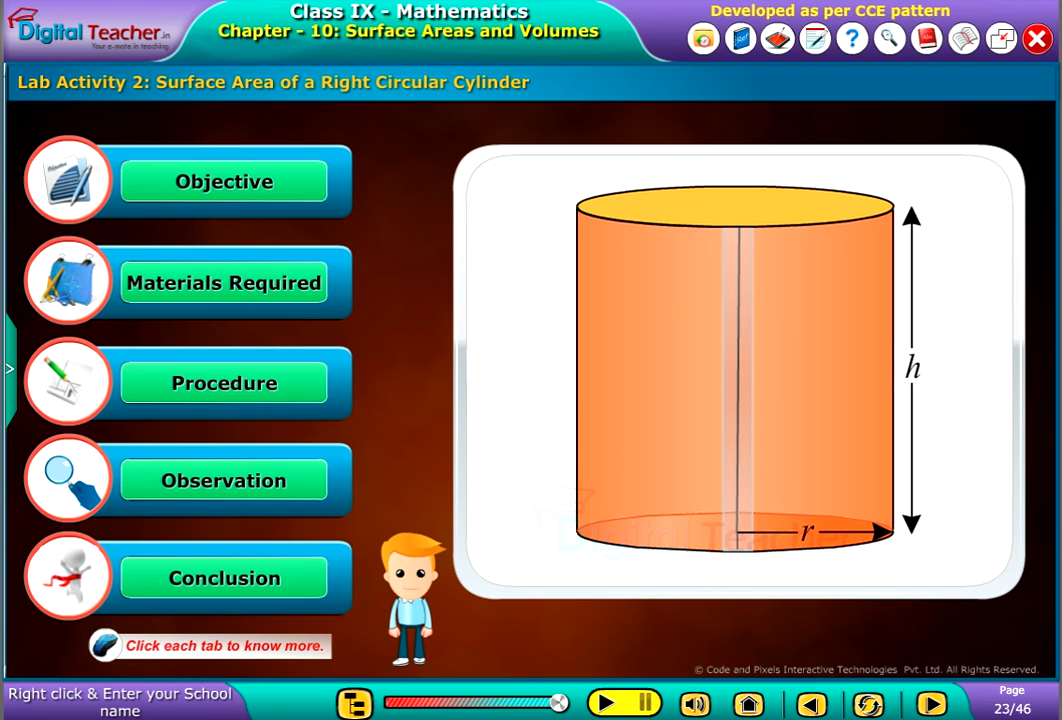 Digital Teacher.in
Your e-mate in teaching
Class IX - Mathematics
Chapter - 10: Surface Areas and Volumes
Developed as per CCE pattern
Lab Activity 2: Surface Area of a Right Circular Cylinder
Objective
Materials Required
Procedure
Observation
Conclusion
Click each tab to know more.
h
r
Digital Teacher
© Code and Pixels Interactive Technologies Pvt. Ltd. All Rights Reserved.
Right click & Enter your School
name
Page
23/46